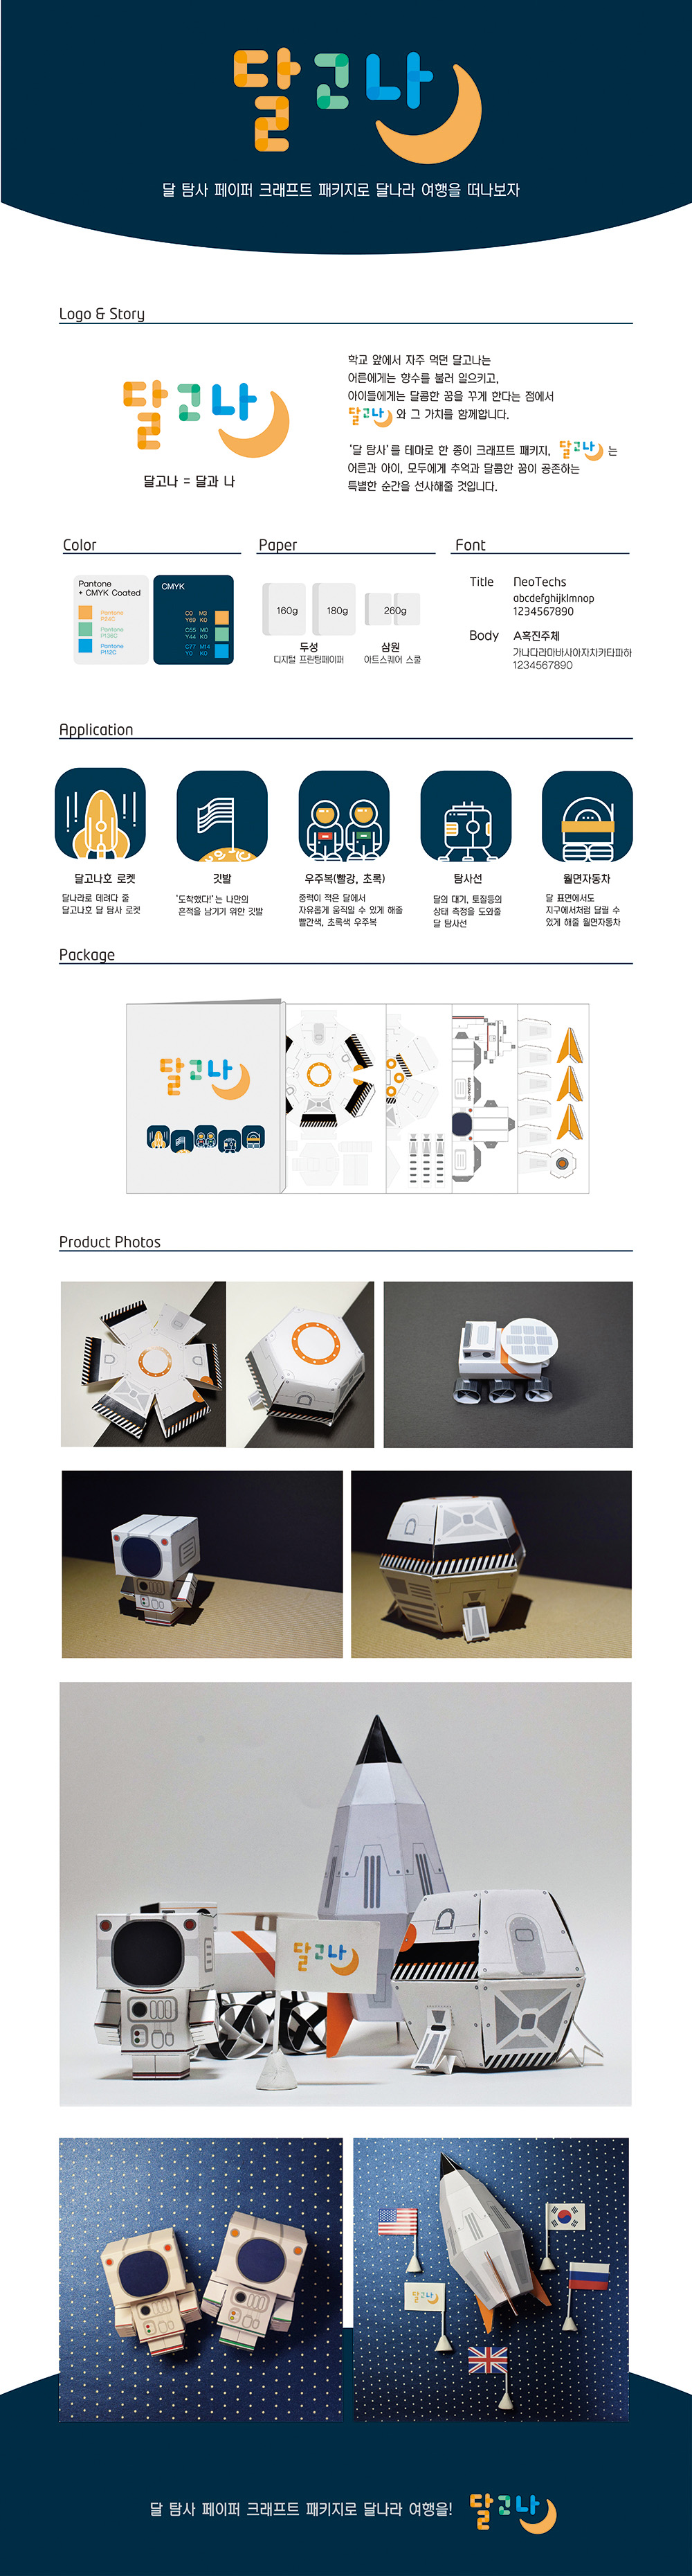 달고나
달 탐사 페이퍼 크래프트 패키지로 달나라 여행을 떠나보자
Logo & Story
달고나
달고나 = 달과 나
학교 앞에서 자주 먹던 달고나는
어른에게는 향수를 불러 일으키고,
아이들에게는 달콤한 꿈을 꾸게 한다는 점에서
달고나 와 그 가치를 함께합니다.
'달 탐사'를 테마로 한 종이 크래프트 패키지, 달고나 는
어른과 아이, 모두에게 추억과 달콤한 꿈이 공존하는
특별한 순간을 선사해줄 것입니다.
Color
Pantone
+ CMYK Coated
Pantone
Pantone
P136C
Pantone
P112C
CMYK
C0 M3
Y69 K0
C55 M0
Y44 K0
C77 M14
Y0 K0
Paper
160g
180g
260g
두성
디지털 프린팅페이퍼
삼원
아트스퀘어 스쿨
Font
Title NeoTechs
abcdefghijklmnop
1234567890
Body A흑진주체
가나다라마바사아자차카타파하
1234567890
Application
달고나호 로켓
달나라로 데려다 줄
달고나호 달 탐사 로켓
깃발
'도착했다!'는 나만의
흔적을 남기기 위한 깃발
우주복(빨강, 초록)
중력이 적은 달에서
자유롭게 움직일 수 있게 해줄
빨간색, 초록색 우주복
탐사선
달의 대기, 토질등의
상태 측정을 도와줄
달 탐사선
월면자동차
달 표면에서도
지구에서처럼 달릴 수
있게 해줄 월면자동차
Package
달고나
Product Photos
달고나
달고나
달 탐사 페이퍼 크래프트 패키지로 달나라 여행을!
달고나